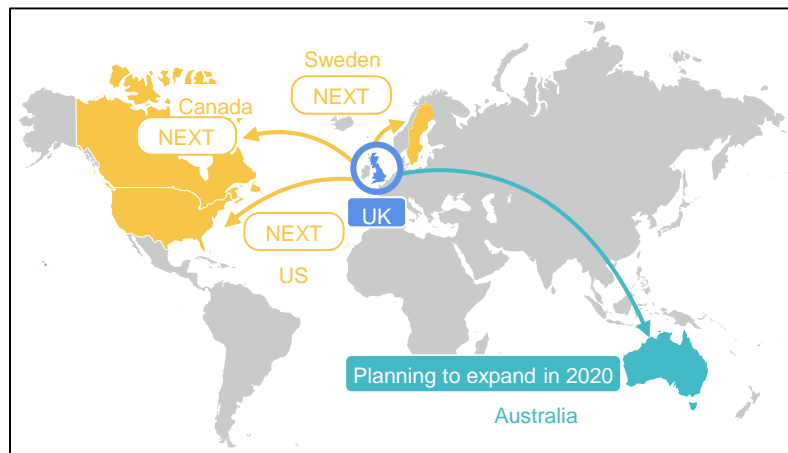 Sweden
NEXT
Canada
NEXT
UK
NEXT
US
Planning to expand in 2020
Australia